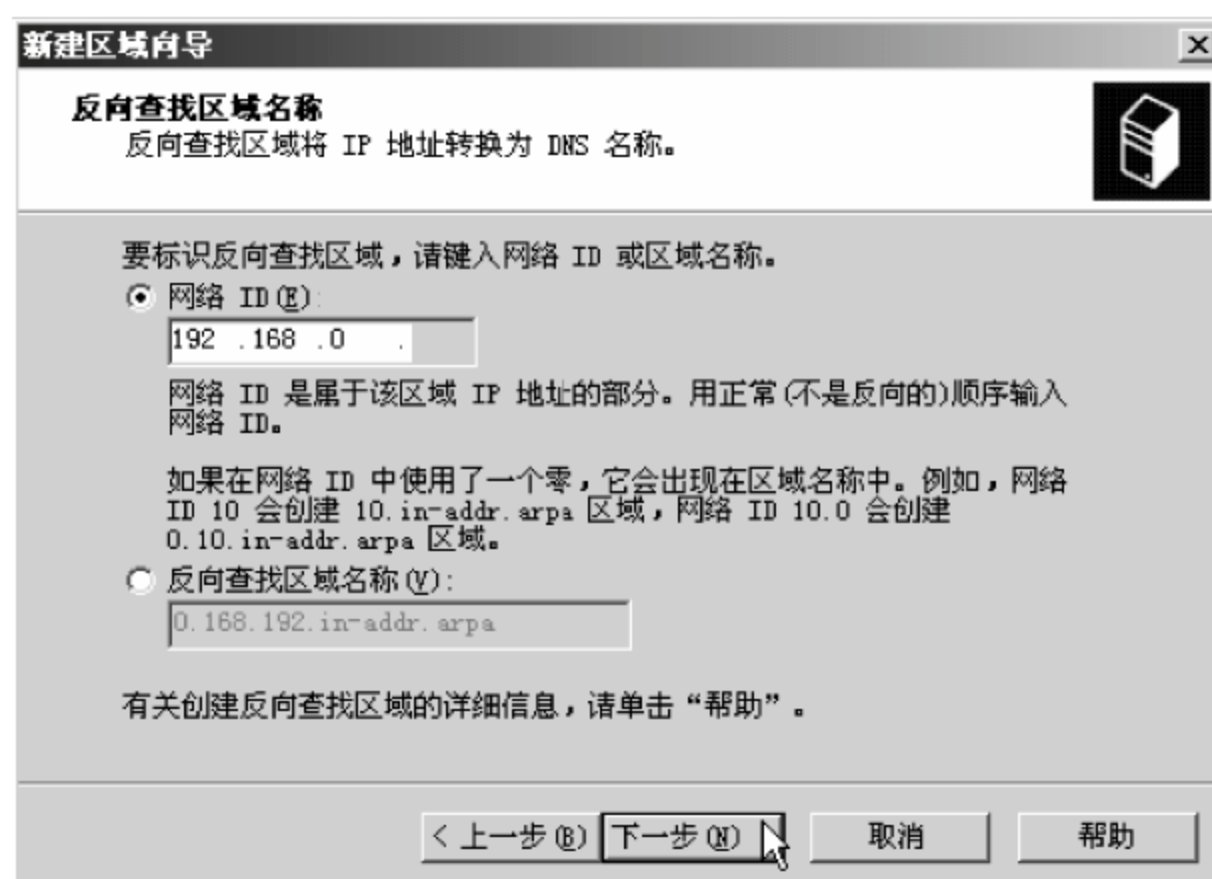 新建区域向导
反向查找区域名称
反向查找区域将 IP 地址转换为 DNS 名称。
要标识反向查找区域，请键入网络 ID 或区域名称。
网络 ID(E):
192 .168 .0 .
网络 ID 是属于该区域 IP 地址的部分。用正常(不是反向的)顺序输入
网络 ID。
如果在网络 ID 中使用了一个零，它会出现在区域名称中。例如，网络
ID 10 会创建 10.in-addr.arpa 区域，网络 ID 10.0 会创建
0.10.in-addr.arpa 区域。
反向查找区域名称(V):
0.168.192.in-addr.arpa
有关创建反向查找区域的详细信息，请单击“帮助”。
< 上一步(B) 下一步(N) 取消 帮助